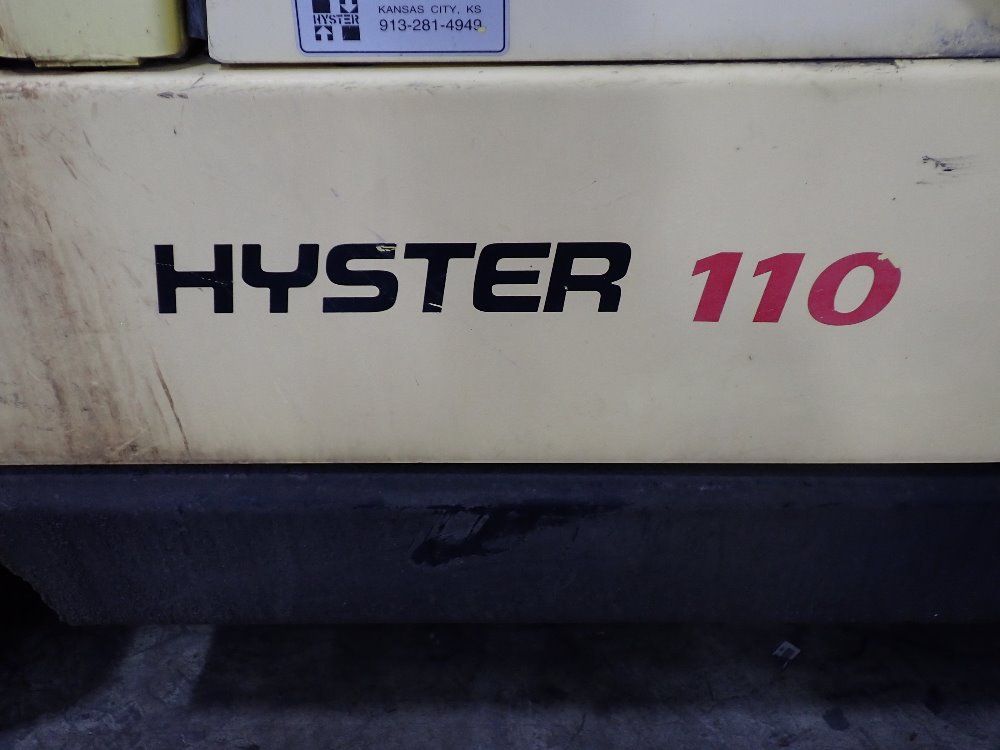 HYSTER
KANSAS CITY, KS
913-281-4949
HYSTER 110